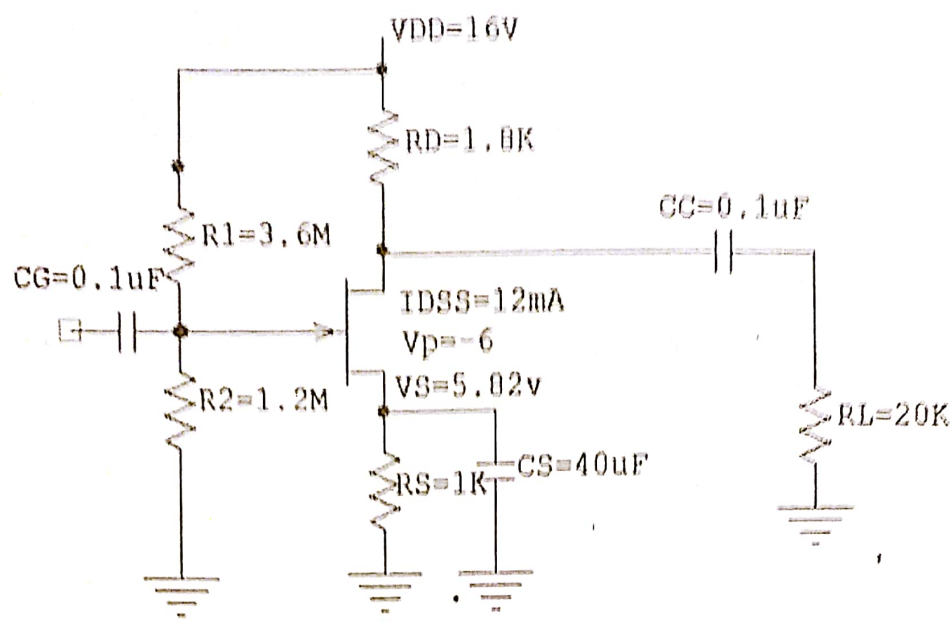 VDD=16V
RD=1.8K
CC=0.1uF
R1=3.6M
CG=0.1uF
IDSS=12mA
Vp=-6
VS=5.82v
R2=1.2M
RL=20K
CS=40uF
RS=1K